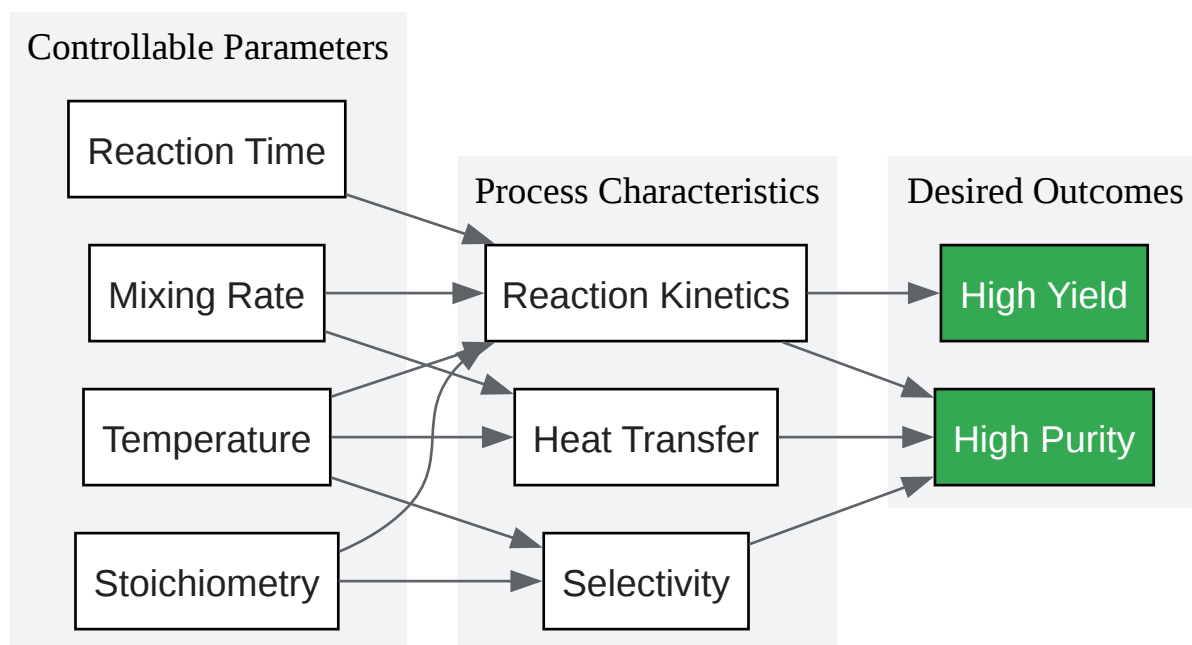 Controllable Parameters
Reaction Time
Mixing Rate
Temperature
Stoichiometry
Process Characteristics
Reaction Kinetics
Heat Transfer
Selectivity
Desired Outcomes
High Yield
High Purity